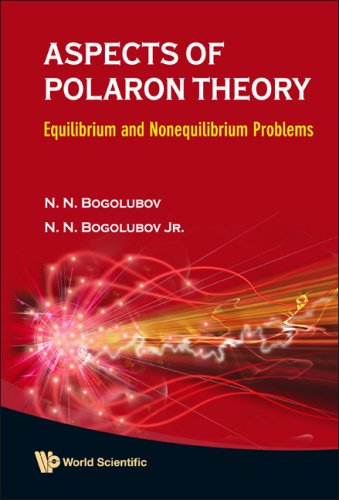 ASPECTS OF
POLARON THEORY
Equilibrium and Nonequilibrium Problems
N. N. BOGOLUBOV
N. N. BOGOLUBOV JR.
World Scientific